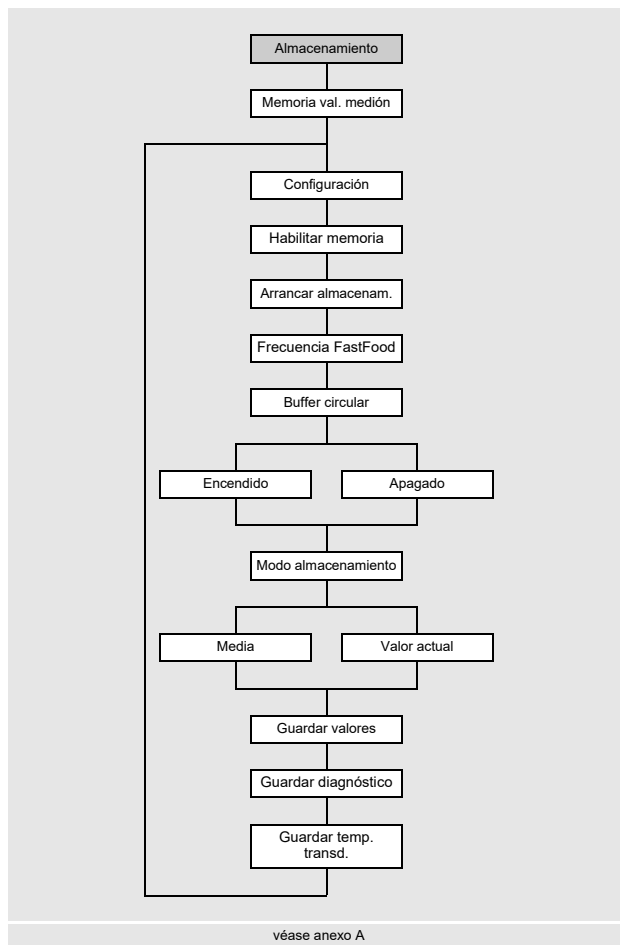 Almacenamiento
Memoria val. medión
Configuración
Habilitar memoria
Arrancar almacenam.
Frecuencia FastFood
Buffer circular
Encendido
Apagado
Modo almacenamiento
Media
Valor actual
Guardar valores
Guardar diagnóstico
Guardar temp.
transd.
véase anexo A